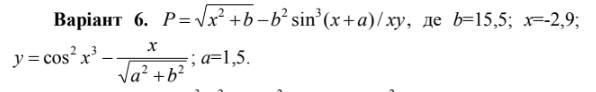 Варіант 6. P = √(x² + b) – b² sin³(x + a) / xy, де b=15,5; x=-2,9;
y = cos² x³ – x / √(a² + b²); a=1,5.